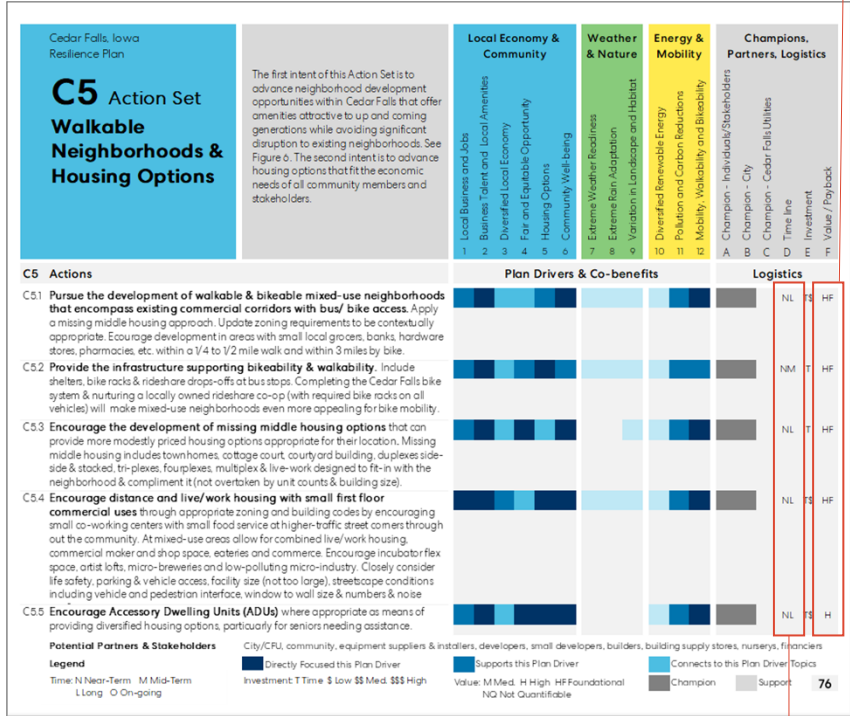 Cedar Falls, Iowa
Resilience Plan
C5 Action Set
Walkable
Neighborhoods &
Housing Options
The first intent of this Action Set is to
advance neighborhood development
opportunities within Cedar Falls that offer
amenities attractive to up and coming
generations while avoiding significant
disruption to existing neighborhoods. See
Figure 6. The second intent is to advance
housing options that fit the economic
needs of all community members and
stakeholders.
Local Economy &
Community
Weather
& Nature
Energy &
Mobility
Champions,
Partners, Logistics
Local Business and Jobs
Business Talent and Local Amenities
Diversified Local Economy
Fair and Equitable Opportunity
Housing Options
Community Well-being
Extreme Weather Readiness
Extreme Rain Adaptation
Variation in Landscape and Habitat
Diversified Renewable Energy
Pollution and Carbon Reductions
Mobility, Walkability and Bikeability
Champion - Individuals/Stakeholders
Champion - City
Champion - Cedar Falls Utilities
Time line
Investment
Value / Payback
1 2 3 4 5 6 7 8 9 10 11 12 A B C D E F
C5 Actions Plan Drivers & Co-benefits Logistics
C5.1 Pursue the development of walkable & bikeable mixed-use neighborhoods NL T$ HF
that encompass existing commercial corridors with bus/ bike access. Apply
a missing middle housing approach. Update zoning requirements to be contextually
appropriate. Ecourage development in areas with small local grocers, banks, hardware
stores, pharmacies, etc. within a 1/4 to 1/2 mile walk and within 3 miles by bike.
C5.2 Provide the infrastructure supporting bikeability & walkability. Include NM T HF
shelters, bike racks & rideshare drops-offs at bus stops. Completing the Cedar Falls bike
system & nurturing a locally owned rideshare co-op (with required bike racks on all
vehicles) will make mixed-use neighborhoods even more appealing for bike mobility.
C5.3 Encourage the development of missing middle housing options that can NL T HF
provide more modestly priced housing options appropriate for their location. Missing
middle housing includes townhomes, cottage court, courtyard building, duplexes side-
side & stacked, tri-plexes, fourplexes, multiplex & live-work designed to fit-in with the
neighborhood & compliment it (not overtaken by unit counts & building size).
C5.4 Encourage distance and live/work housing with small first floor NL T$ HF
commercial uses through appropriate zoning and building codes by encouraging
small co-working centers with small food service at higher-traffic street corners through
out the community. At mixed-use areas allow for combined live/work housing,
commercial maker and shop space, eateries and commerce. Encourage incubator flex
space, artist lofts, micro-breweries and low-polluting micro-industry. Closely consider
life safety, parking & vehicle access, facility size (not too large), streetscape conditions
including vehicle and pedestrian interface, window to wall size & numbers & noise
C5.5 Encourage Accessory Dwelling Units (ADUs) where appropriate as means of NL T$ H
providing diversified housing options, particuarly for seniors needing assistance.
Potential Partners & Stakeholders City/CFU, community, equipment suppliers & installers, developers, small developers, builders, building supply stores, nurserys, financiers
Legend Directly Focused this Plan Driver Supports this Plan Driver Connects to this Plan Driver Topics
Time: N Near-Term M Mid-Term Investment: T Time $ Low $$ Med. $$$ High Value: M Med. H High HF Foundational Champion Support 76
L Long O On-going NQ Not Quantifiable